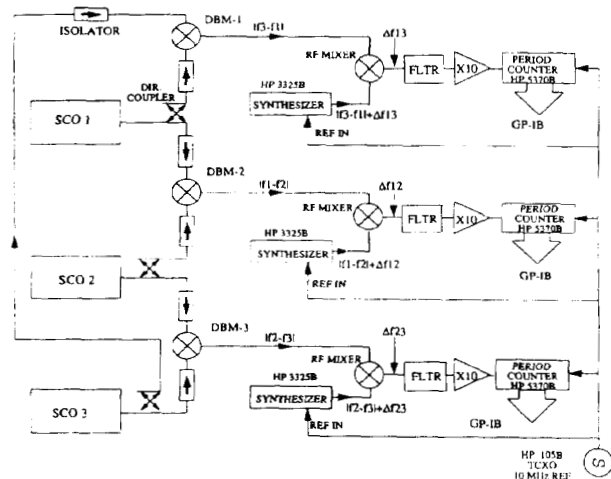 ISOLATOR
DBM-1
|f3-f1|
Δf13
RF MIXER
FLTR
X10
PERIOD
COUNTER
HP 5370B
GP-IB
DIR.
COUPLER
SCO 1
HP 3325B
SYNTHESIZER
|f3-f1|+Δf13
REF IN
DBM-2
|f1-f2|
Δf12
RF MIXER
FLTR
X10
PERIOD
COUNTER
HP 5370B
GP-IB
SCO 2
HP 3325B
SYNTHESIZER
|f1-f2|+Δf12
REF IN
DBM-3
|f2-f3|
Δf23
RF MIXER
FLTR
X10
PERIOD
COUNTER
HP 5370B
GP-IB
SCO 3
HP 3325B
SYNTHESIZER
|f2-f3|+Δf23
REF IN
HP 105B
TCXO
10 MHz REF
S